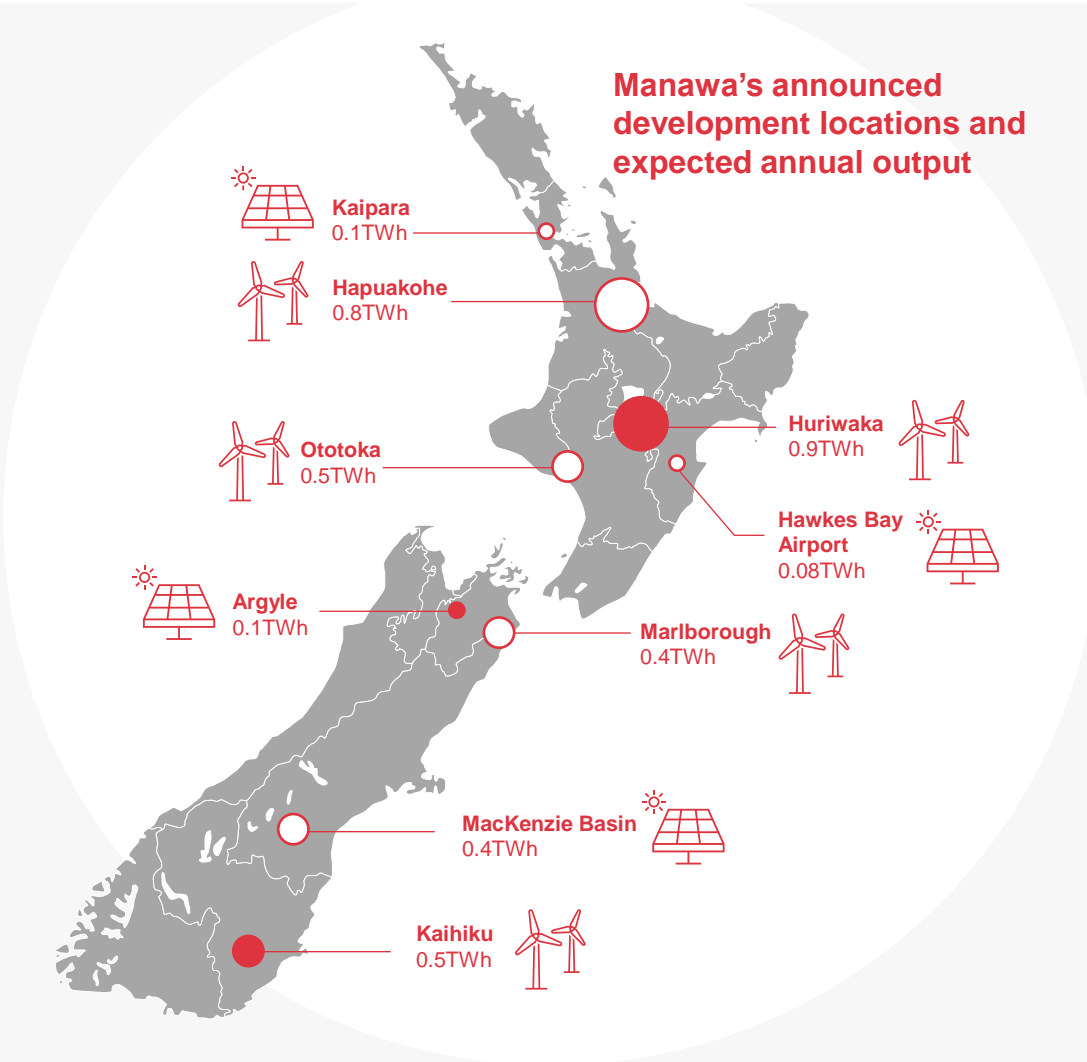 Manawa's announced
development locations and
expected annual output
Kaipara
0.1TWh
Hapuakohe
0.8TWh
Ototoka
0.5TWh
Huriwaka
0.9TWh
Hawkes Bay
Airport
0.08TWh
Argyle
0.1TWh
Marlborough
0.4TWh
MacKenzie Basin
0.4TWh
Kaihiku
0.5TWh